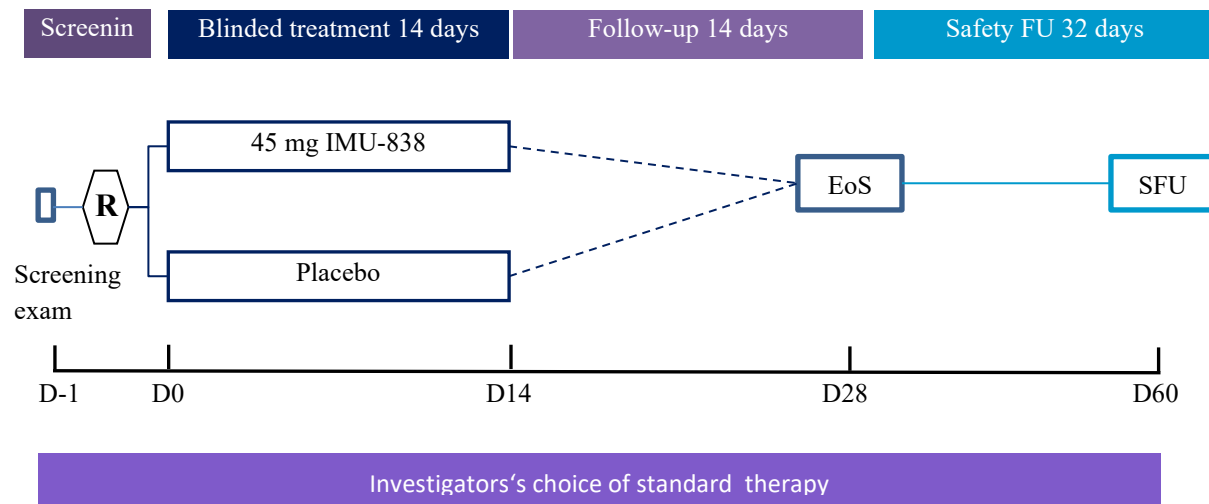 Screenin
Blinded treatment 14 days
Follow-up 14 days
Safety FU 32 days
45 mg IMU-838
R
EoS
SFU
Placebo
Screening
exam
D-1
D0
D14
D28
D60
Investigators‘s choice of standard therapy